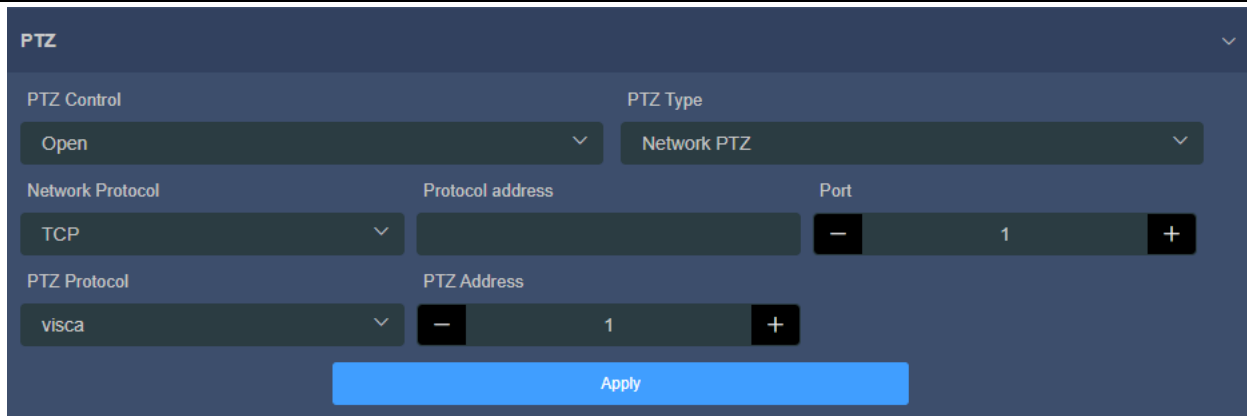 PTZ
PTZ Control PTZ Type
Open Network PTZ
Network Protocol Protocol address Port
TCP − 1 +
PTZ Protocol PTZ Address
visca − 1 +
Apply